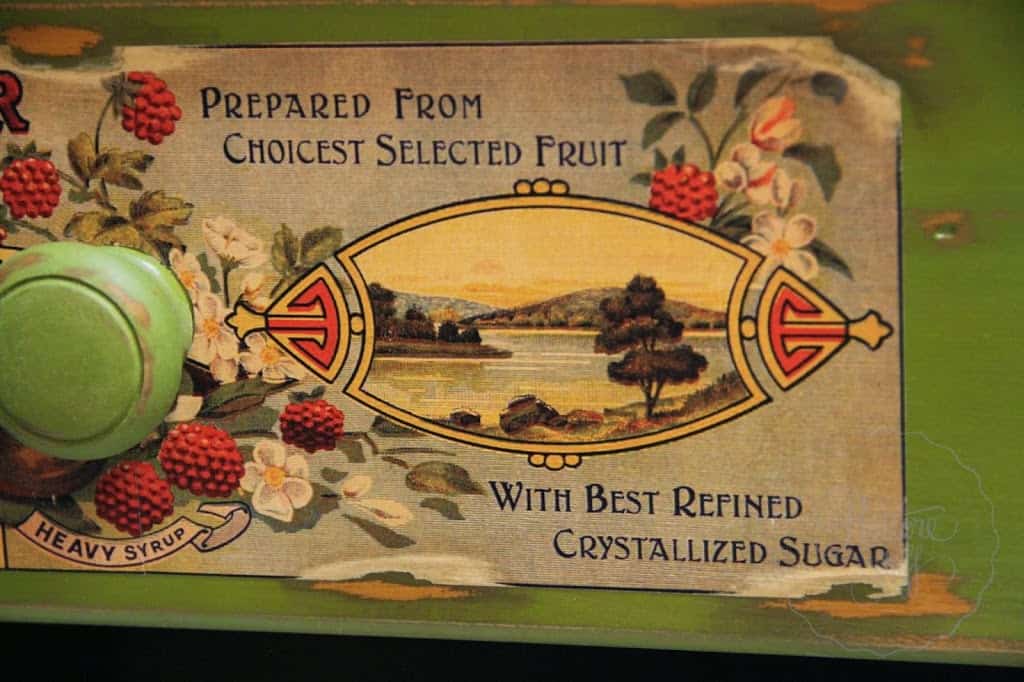 R
PREPARED FROM
CHOICEST SELECTED FRUIT
WITH BEST REFINED
CRYSTALLIZED SUGAR
HEAVY SYRUP